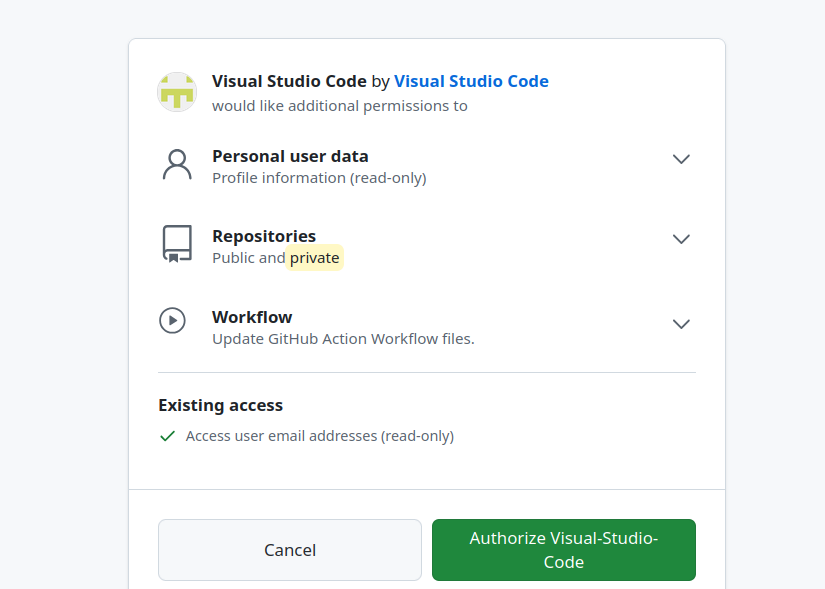 Visual Studio Code by Visual Studio Code
would like additional permissions to
Personal user data
Profile information (read-only)
Repositories
Public and private
Workflow
Update GitHub Action Workflow files.
Existing access
Access user email addresses (read-only)
Cancel
Authorize Visual-Studio-
Code